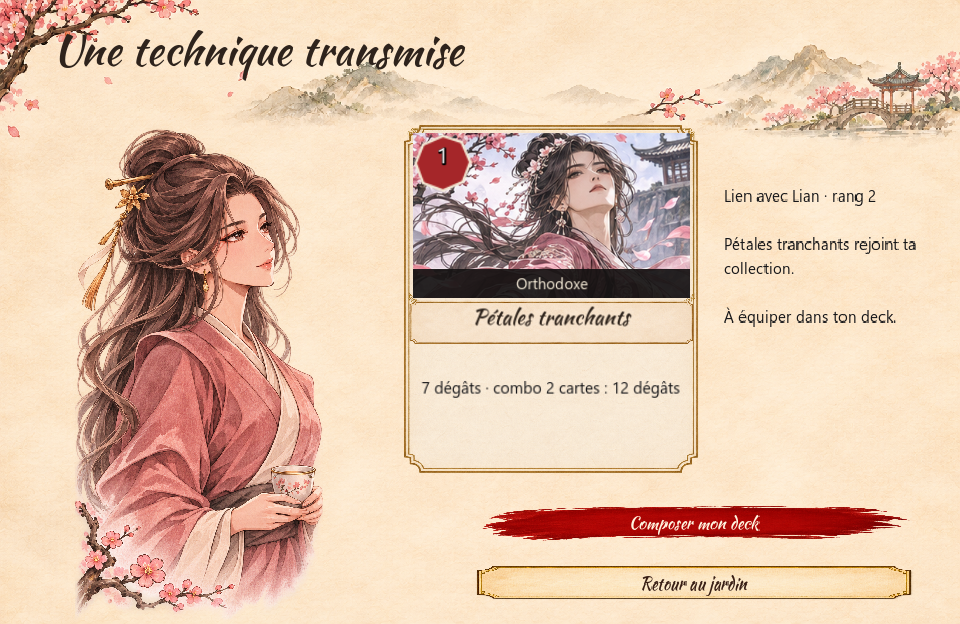 Une technique transmise
1
Orthodoxe
Pétales tranchants
7 dégâts · combo 2 cartes : 12 dégâts
Lien avec Lian · rang 2
Pétales tranchants rejoint ta
collection.
À équiper dans ton deck.
Composer mon deck
Retour au jardin